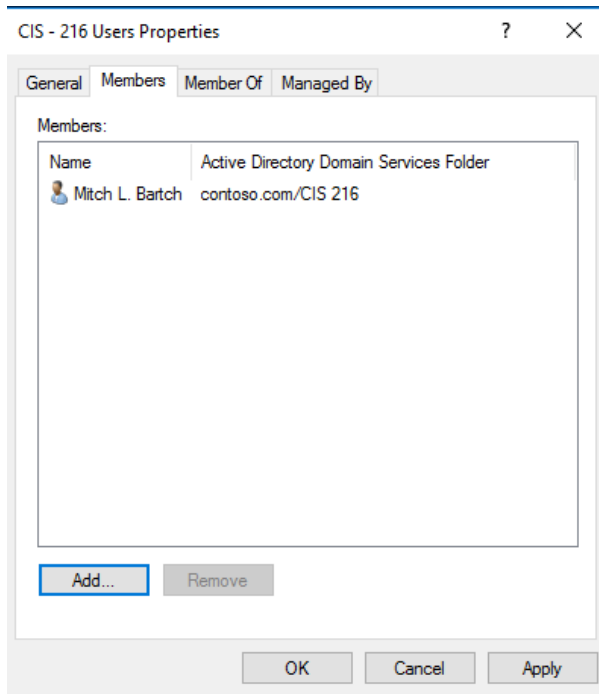 CIS - 216 Users Properties ? ×
General Members Member Of Managed By
Members:
Name Active Directory Domain Services Folder
Mitch L. Bartch contoso.com/CIS 216
Add... Remove
OK Cancel Apply